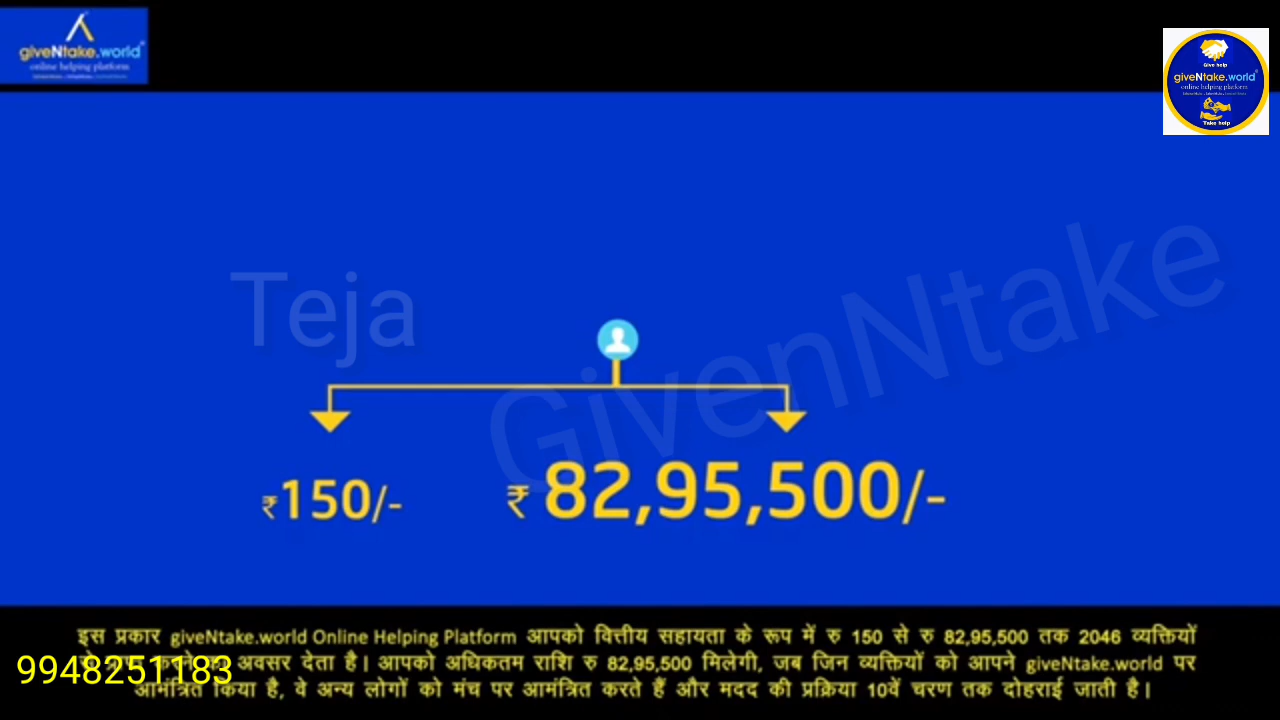 giveNtake.world
online helping platform
Give help
giveNtake.world
online helping platform
Take help
Teja
GivenNtake
₹150/-
₹ 82,95,500/-
इस प्रकार giveNtake.world Online Helping Platform आपको वित्तीय सहायता के रूप में रु 150 से रु 82,95,500 तक 2046 व्यक्तियों
अवसर देता है। आपको अधिकतम राशि रु 82,95,500 मिलेगी, जब जिन व्यक्तियों को आपने giveNtake.world पर
9948251183
आमंत्रित किया है, वे अन्य लोगों को मंच पर आमंत्रित करते हैं और मदद की प्रक्रिया 10वें चरण तक दोहराई जाती है।